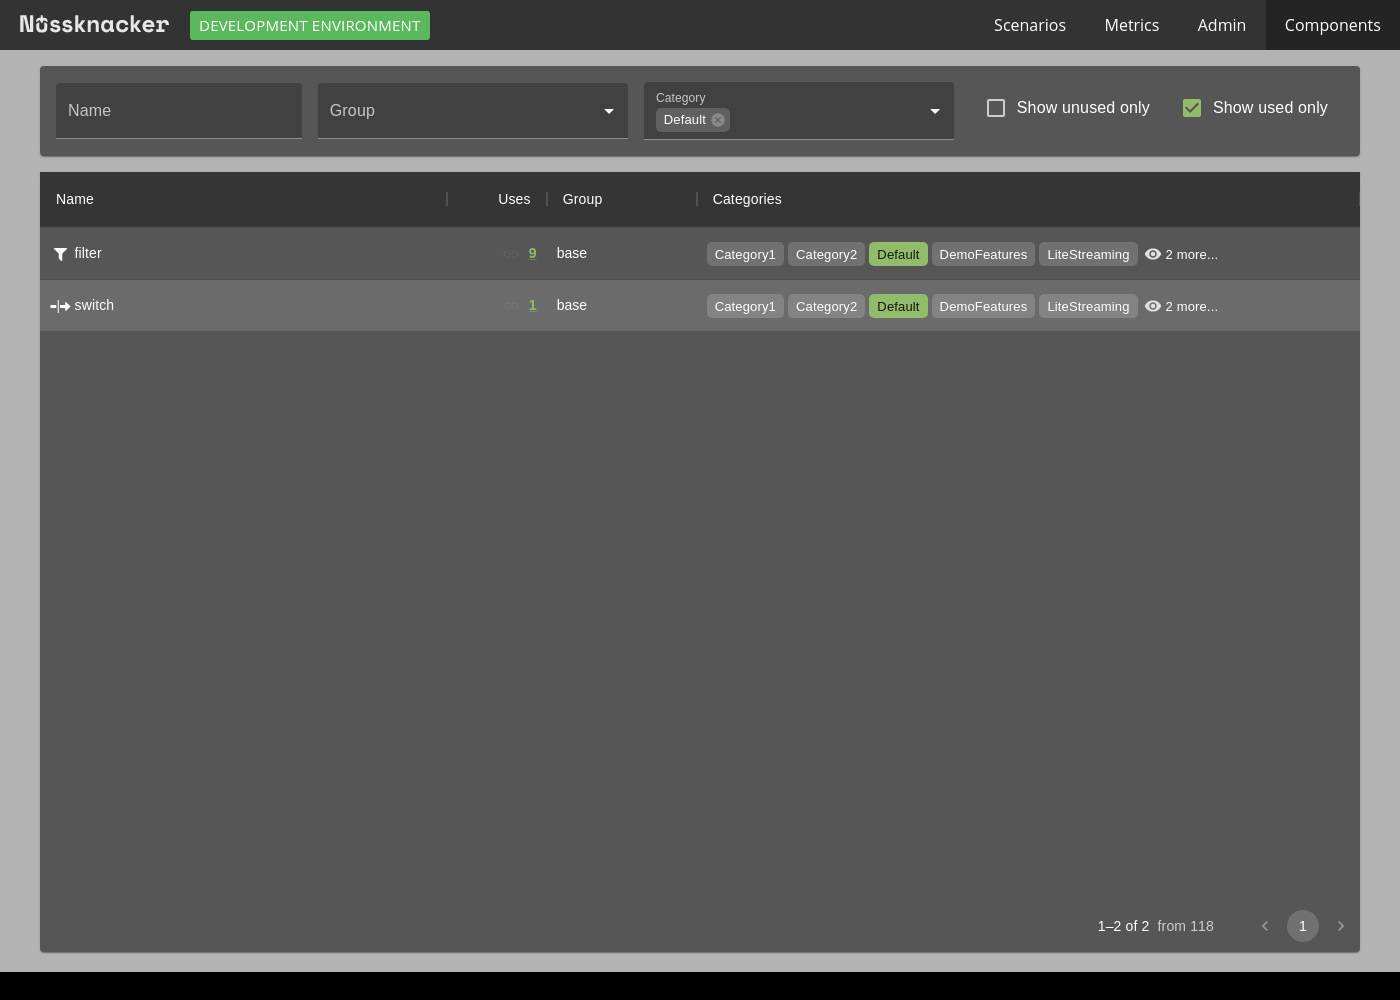 Nussknacker DEVELOPMENT ENVIRONMENT Scenarios Metrics Admin Components
Name Group Category Default Show unused only Show used only
Name Uses Group Categories
filter 9 base Category1 Category2 Default DemoFeatures LiteStreaming 2 more...
switch 1 base Category1 Category2 Default DemoFeatures LiteStreaming 2 more...
1–2 of 2 from 118 1